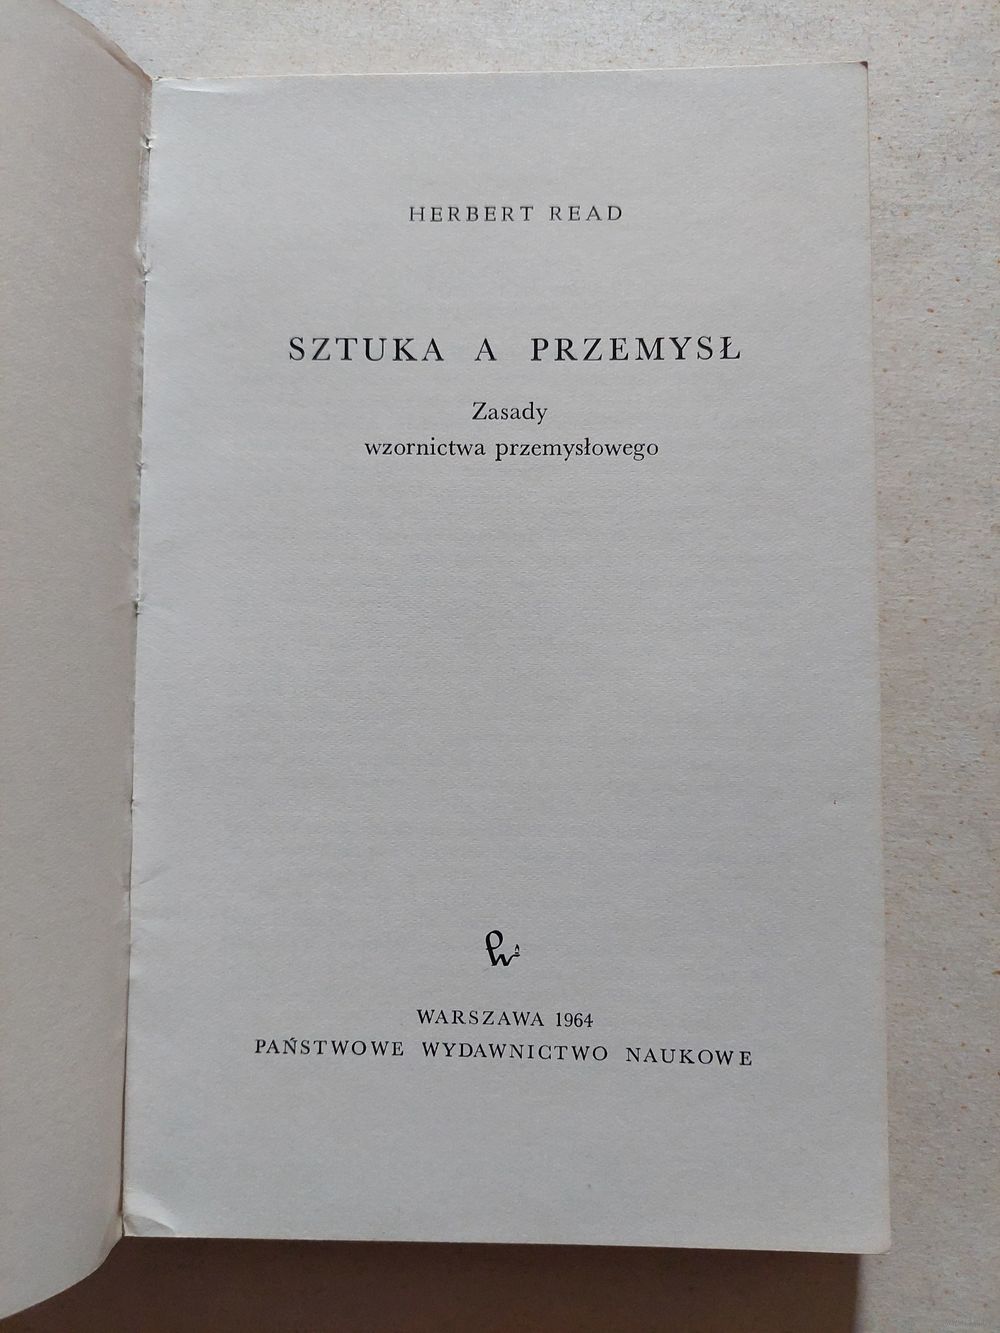 HERBERT READ
SZTUKA A PRZEMYSŁ
Zasady
wzornictwa przemysłowego
WARSZAWA 1964
PAŃSTWOWE WYDAWNICTWO NAUKOWE